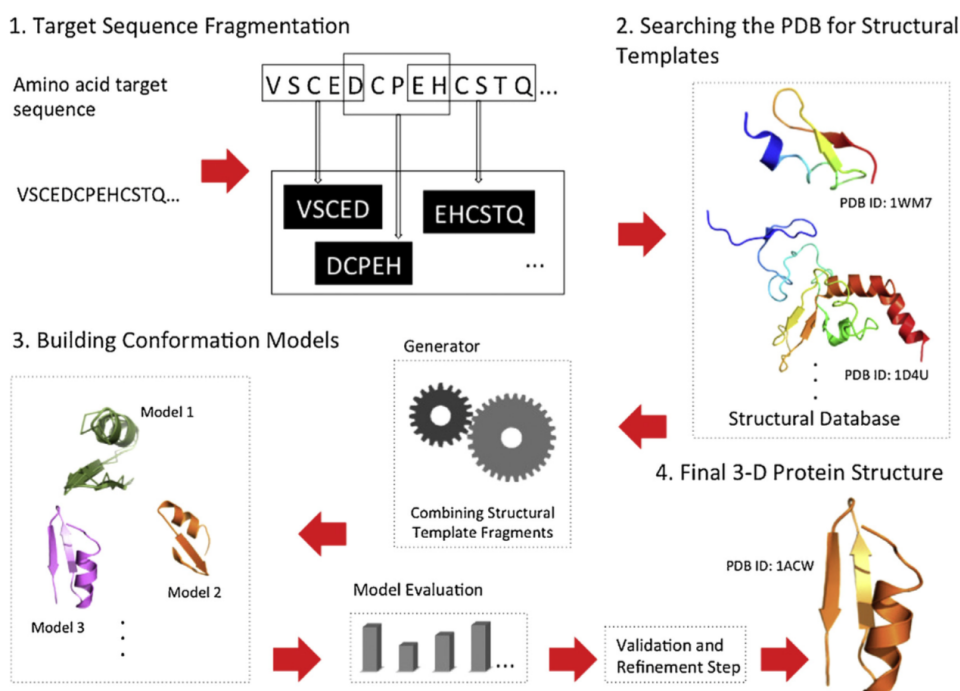 1. Target Sequence Fragmentation
Amino acid target
sequence
VSCEDCPEHCSTQ...
V S C E D C P E H C S T Q ...
VSCED
EHCSTQ
DCPEH
...
2. Searching the PDB for Structural
Templates
PDB ID: 1WM7
PDB ID: 1D4U
Structural Database
Generator
Combining Structural
Template Fragments
3. Building Conformation Models
Model 1
Model 2
Model 3
Model Evaluation
...
Validation and
Refinement Step
4. Final 3-D Protein Structure
PDB ID: 1ACW